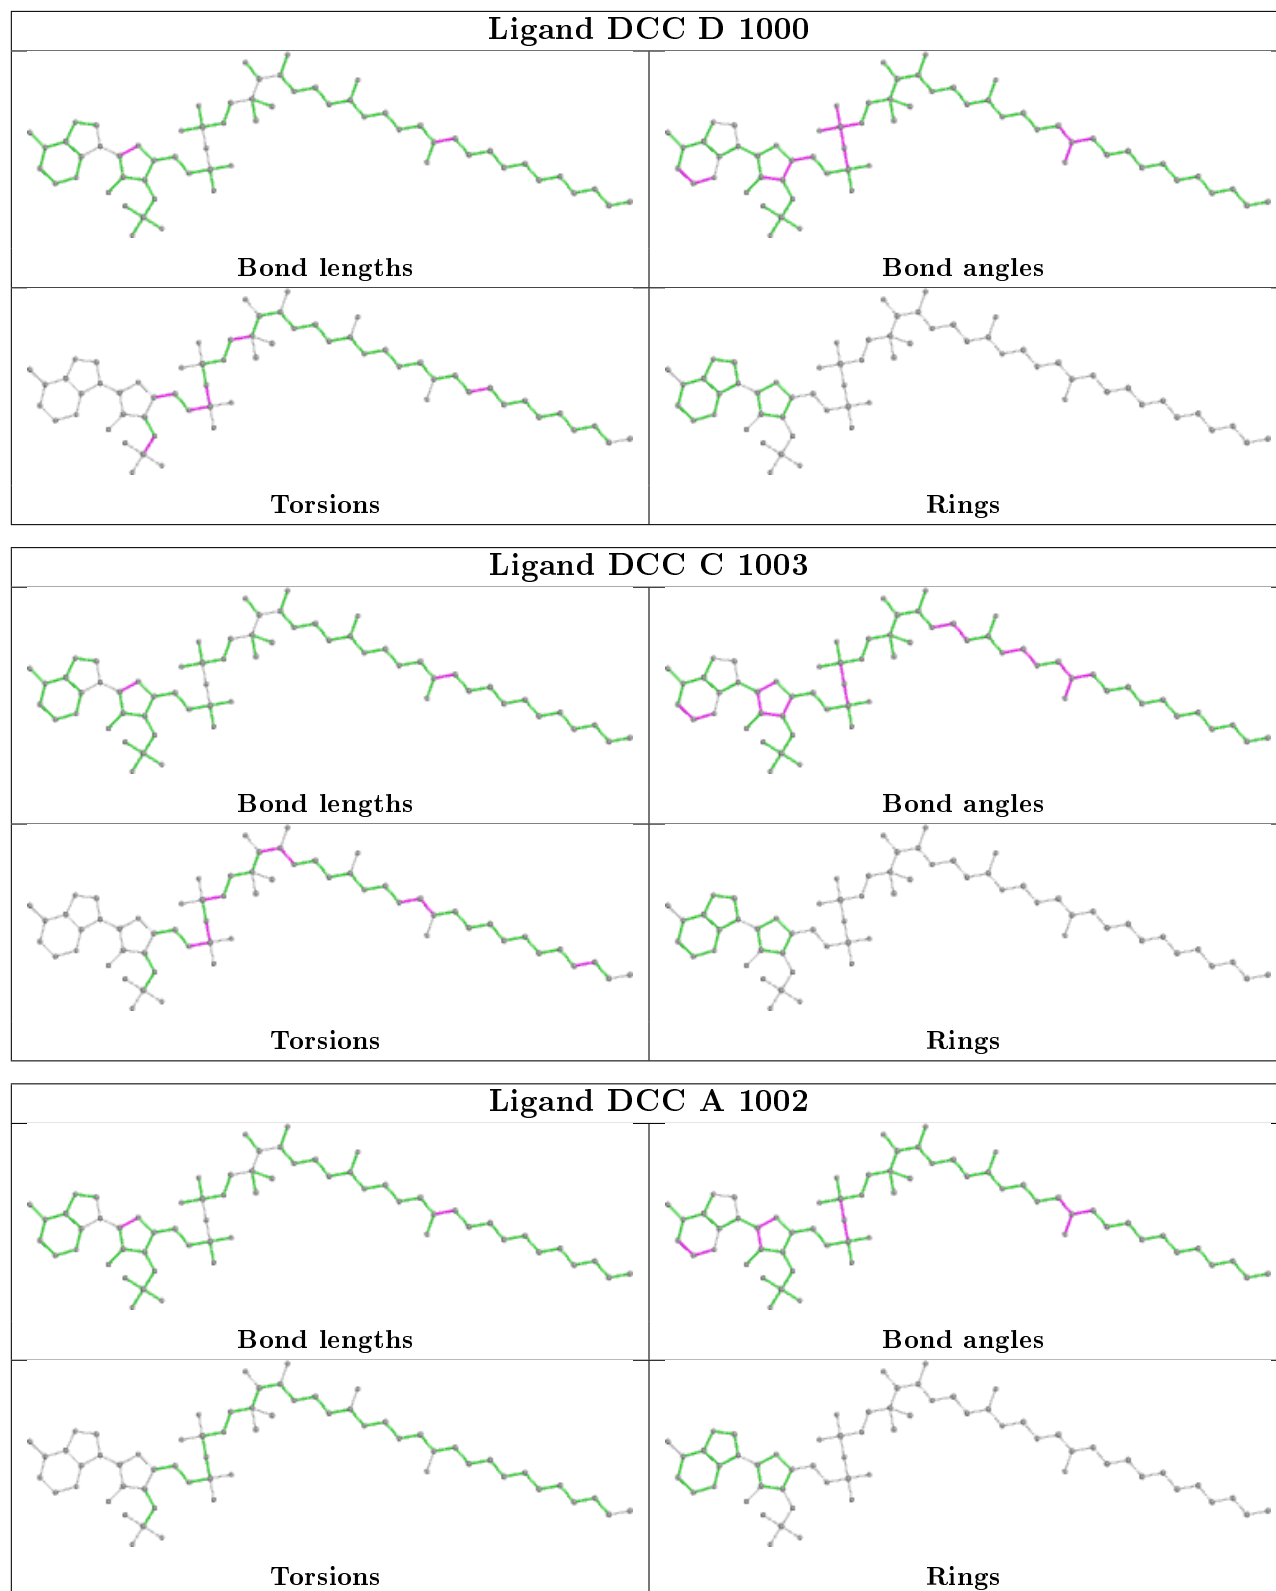 Ligand DCC D 1000
Bond lengths
Bond angles
Torsions
Rings
Ligand DCC C 1003
Bond lengths
Bond angles
Torsions
Rings
Ligand DCC A 1002
Bond lengths
Bond angles
Torsions
Rings